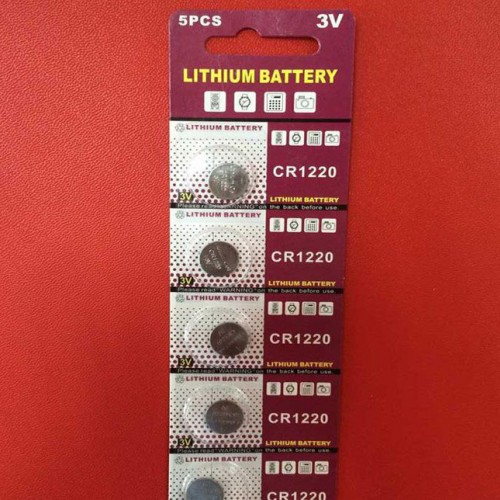 5PCS 3V
LITHIUM BATTERY
LITHIUM BATTERY
CR1220
3V LITHIUM BATTERY
Please read "WARNING" on the back before use.
LITHIUM BATTERY
CR1220
3V LITHIUM BATTERY
Please read "WARNING" on the back before use.
LITHIUM BATTERY
CR1220
3V LITHIUM BATTERY
Please read "WARNING" on the back before use.
LITHIUM BATTERY
CR1220
3V LITHIUM BATTERY
Please read "WARNING" on the back before use.
LITHIUM BATTERY
CR1220